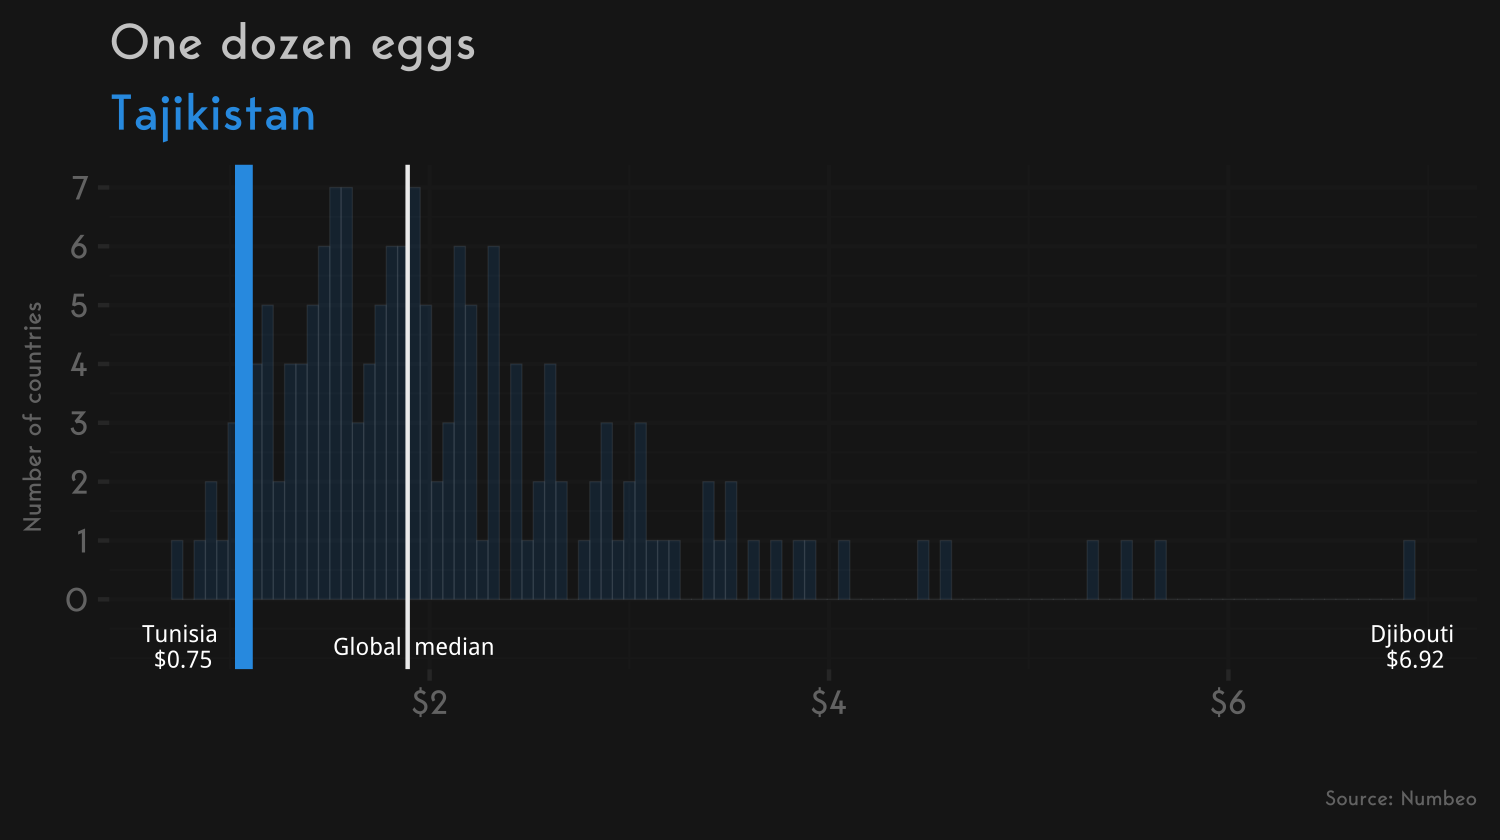 One dozen eggs
Tajikistan
Number of countries
7
6
5
4
3
2
1
0
Tunisia
$0.75
Global median
Djibouti
$6.92
$2
$4
$6
Source: Numbeo